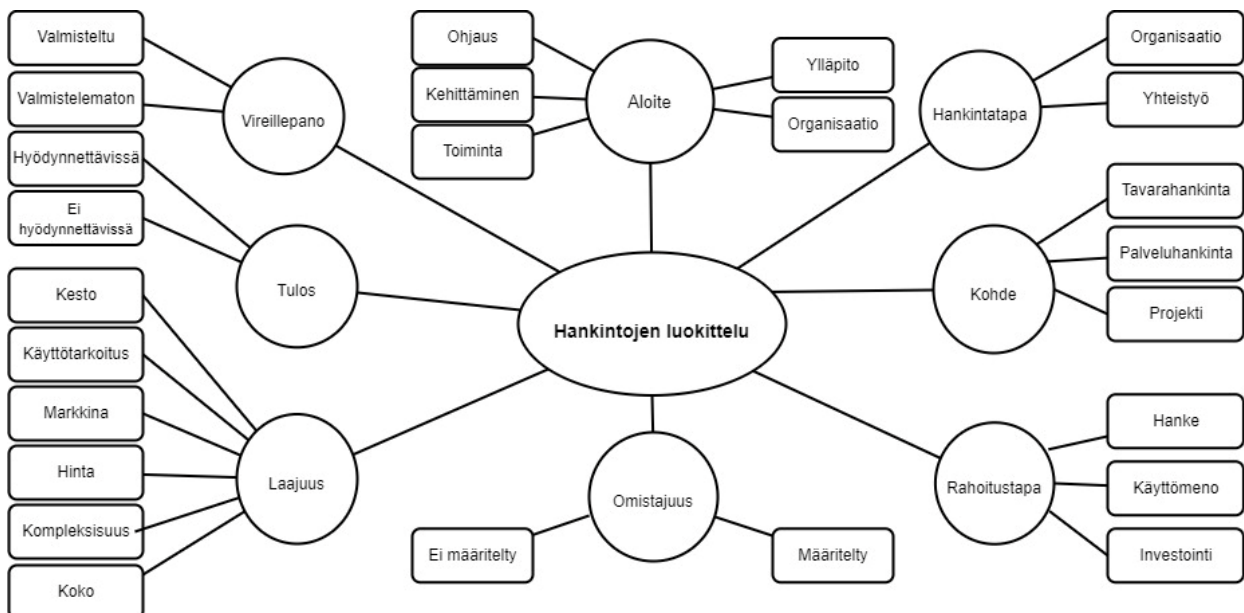 Valmisteltu
Valmistelematon
Vireillepano
Hyödynnettävissä
Ei
hyödynnettävissä
Tulos
Kesto
Käyttötarkoitus
Markkina
Hinta
Kompleksisuus
Koko
Laajuus
Ohjaus
Kehittäminen
Toiminta
Aloite
Ylläpito
Organisaatio
Hankintojen luokittelu
Omistajuus
Ei määritelty
Määritelty
Hankintatapa
Organisaatio
Yhteistyö
Kohde
Tavarahankinta
Palveluhankinta
Projekti
Rahoitustapa
Hanke
Käyttömeno
Investointi